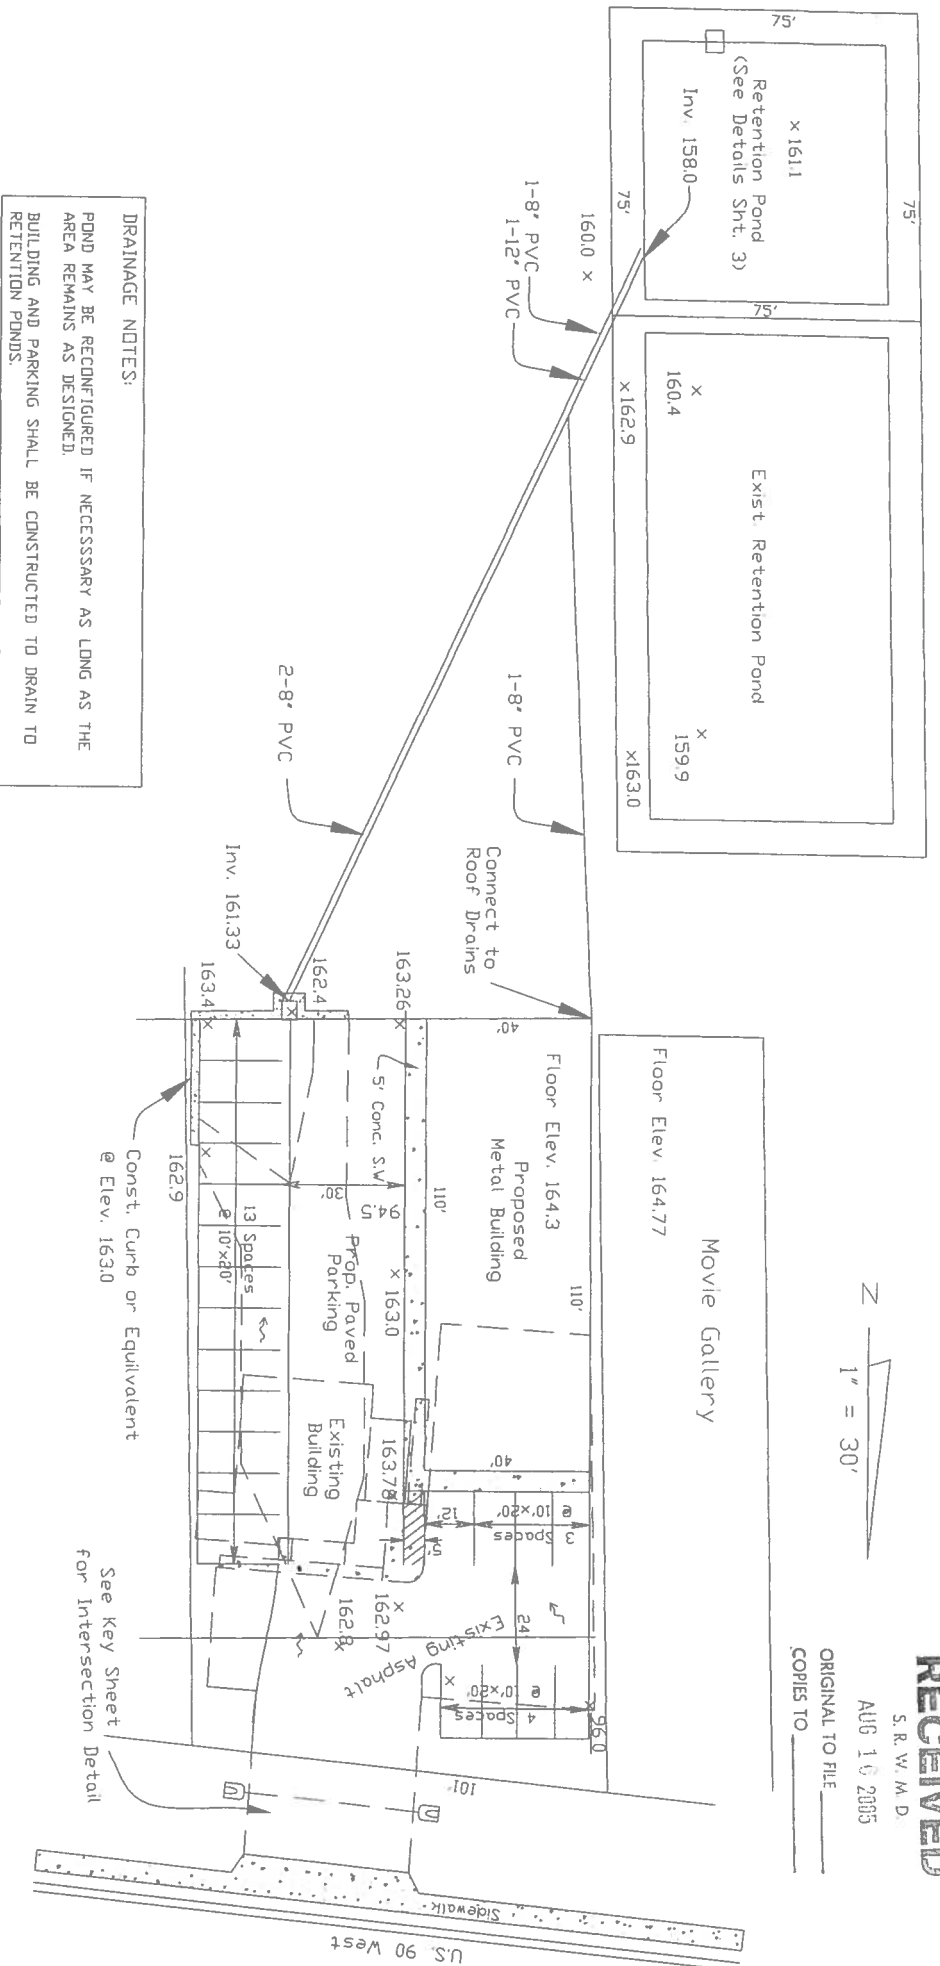 RECEIVED
S. R. W. M. D.
ORIGINAL TO FILE
COPIES TO
N
1" = 30'
75'
75'
75'
75'
x 161.1
Retention Pond
(See Details Sht. 3)
Inv. 158.0
160.0 x
1-8" PVC
1-12" PVC
Exist. Retention Pond
x
160.4
x 162.9
x
159.9
x163.0
1-8" PVC
2-8" PVC
Connect to
Roof Drains
Inv. 161.33
Movie Gallery
Floor Elev. 164.77
Floor Elev. 164.3
Proposed
Metal Building
110'
110'
40'
40'
163.26
5' Conc. S.W.
162.4
163.4
30'
94.5
x 163.0
Prop. Paved
Parking
13 Spaces
@ 10'x20'
162.9
Const. Curb or Equilvalent
@ Elev. 163.0
Existing
Building
163.78
3
Spaces
@ 10'x20'
12'
5'
24'
x
162.97
162.8
x
Existing Asphalt
4
Spaces
@ 10'x20'
96.0
101'
See Key Sheet
for Intersection Detail
Sidewalk
U.S. 90 West
DRAINAGE NOTES:
POND MAY BE RECONFIGURED IF NECESSSARY AS LONG AS THE
AREA REMAINS AS DESIGNED.
BUILDING AND PARKING SHALL BE CONSTRUCTED TO DRAIN TO
RETENTION PONDS.